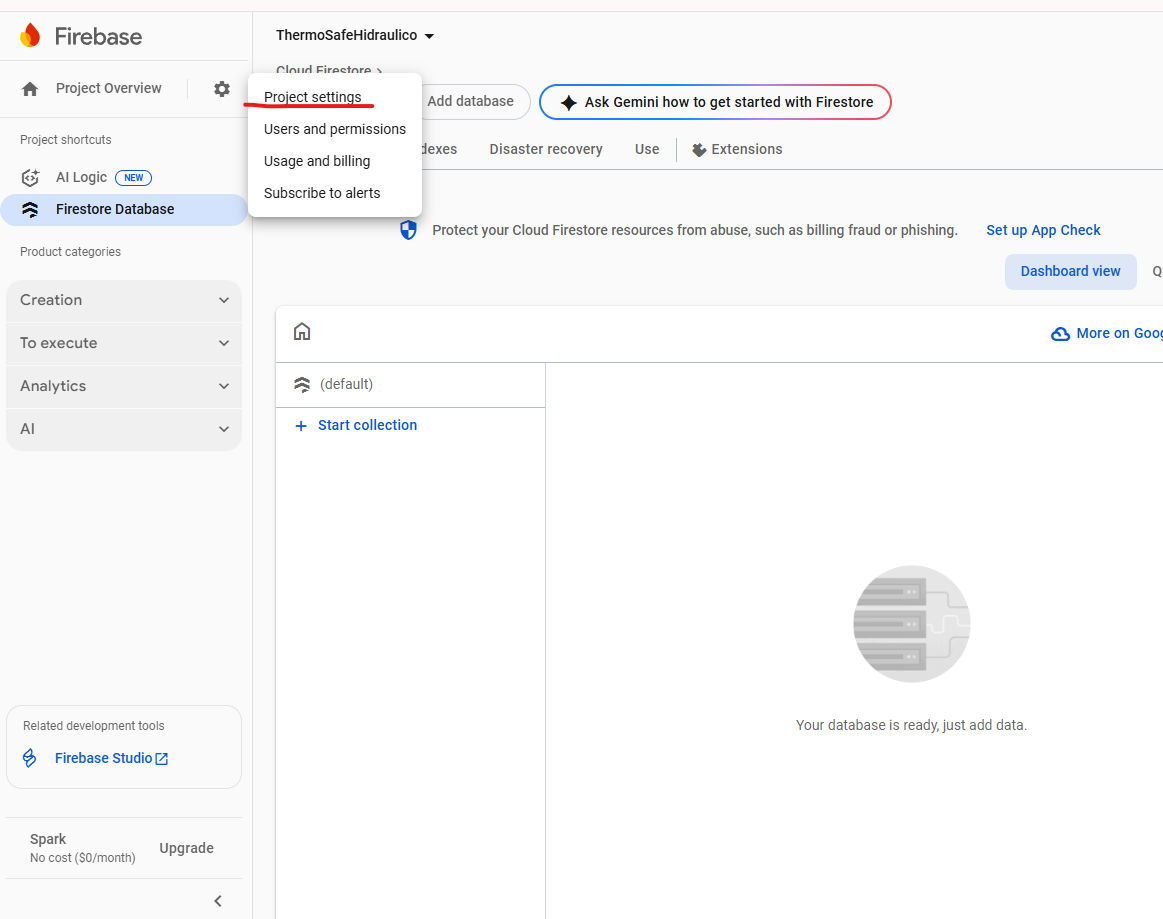 Firebase
ThermoSafeHidraulico
Cloud Firestore
Project Overview
Project settings
Users and permissions
Usage and billing
Subscribe to alerts
Add database
Ask Gemini how to get started with Firestore
dexes
Disaster recovery
Use
Extensions
Project shortcuts
AI Logic NEW
Firestore Database
Product categories
Creation
To execute
Analytics
AI
Protect your Cloud Firestore resources from abuse, such as billing fraud or phishing. Set up App Check
Dashboard view
Q
More on Goog
(default)
+ Start collection
Your database is ready, just add data.
Related development tools
Firebase Studio
Spark
No cost ($0/month)
Upgrade